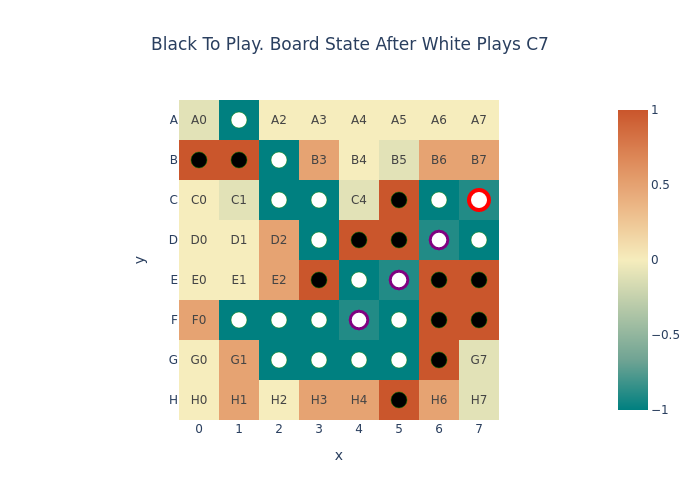 Black To Play. Board State After White Plays C7
A A0 A2 A3 A4 A5 A6 A7
B B3 B4 B5 B6 B7
C C0 C1 C4
D D0 D1 D2
E E0 E1 E2
F F0
G G0 G1 G7
H H0 H1 H2 H3 H4 H6 H7
0 1 2 3 4 5 6 7
x
y
1
0.5
0
−0.5
−1